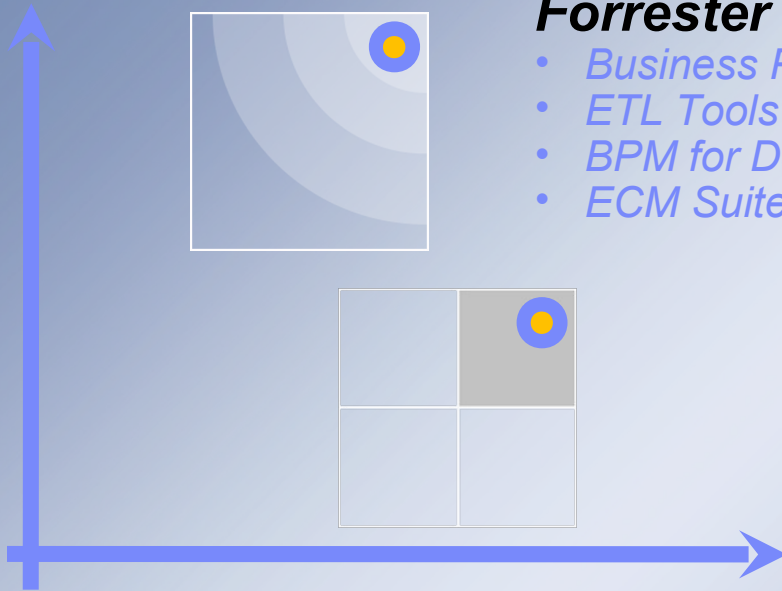 Forrester
• Business
• ETL Tools
• BPM for
• ECM Suite